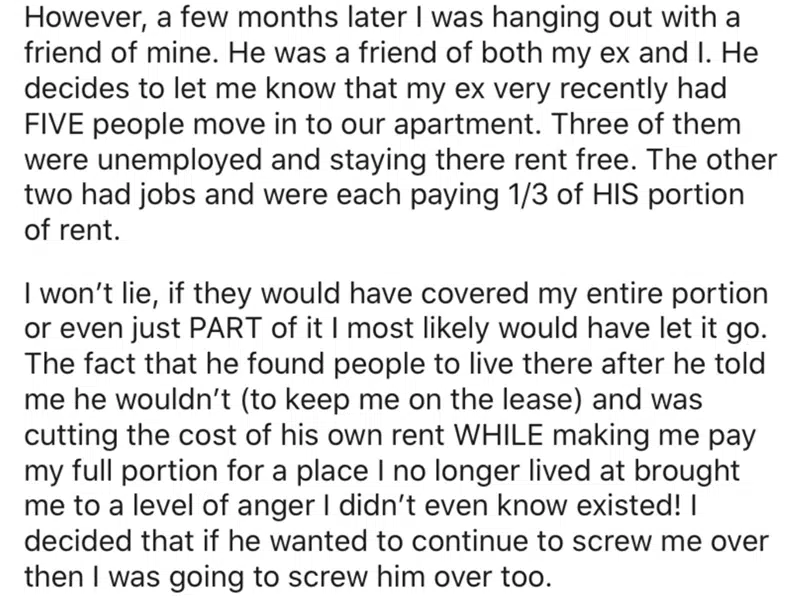 However, a few months later I was hanging out with a
friend of mine. He was a friend of both my ex and I. He
decides to let me know that my ex very recently had
FIVE people move in to our apartment. Three of them
were unemployed and staying there rent free. The other
two had jobs and were each paying 1/3 of HIS portion
of rent.
I won’t lie, if they would have covered my entire portion
or even just PART of it I most likely would have let it go.
The fact that he found people to live there after he told
me he wouldn’t (to keep me on the lease) and was
cutting the cost of his own rent WHILE making me pay
my full portion for a place I no longer lived at brought
me to a level of anger I didn’t even know existed! I
decided that if he wanted to continue to screw me over
then I was going to screw him over too.